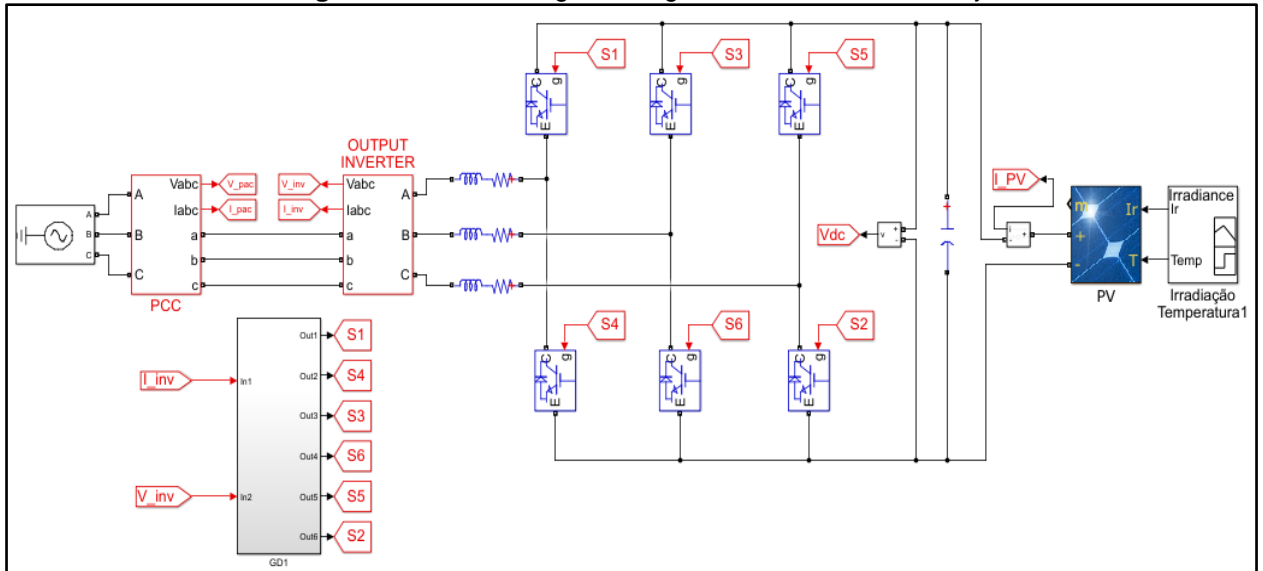 S1
S3
S5
C
g
E
C
g
E
C
g
E
OUTPUT
INVERTER
A
B
C
A
B
C
Vabc
Iabc
a
b
c
PCC
V_pac
I_pac
V_inv
I_inv
Vabc
Iabc
a
b
c
A
B
C
Vdc
v
+
-
+
I_PV
i
+
-
m
+
-
Ir
T
PV
Irradiance
Ir
Temp
Irradiação
Temperatura1
S4
S6
S2
C
g
E
C
g
E
C
g
E
I_inv
V_inv
In1
In2
Out1
Out2
Out3
Out4
Out5
Out6
S1
S4
S3
S6
S5
S2
GD1